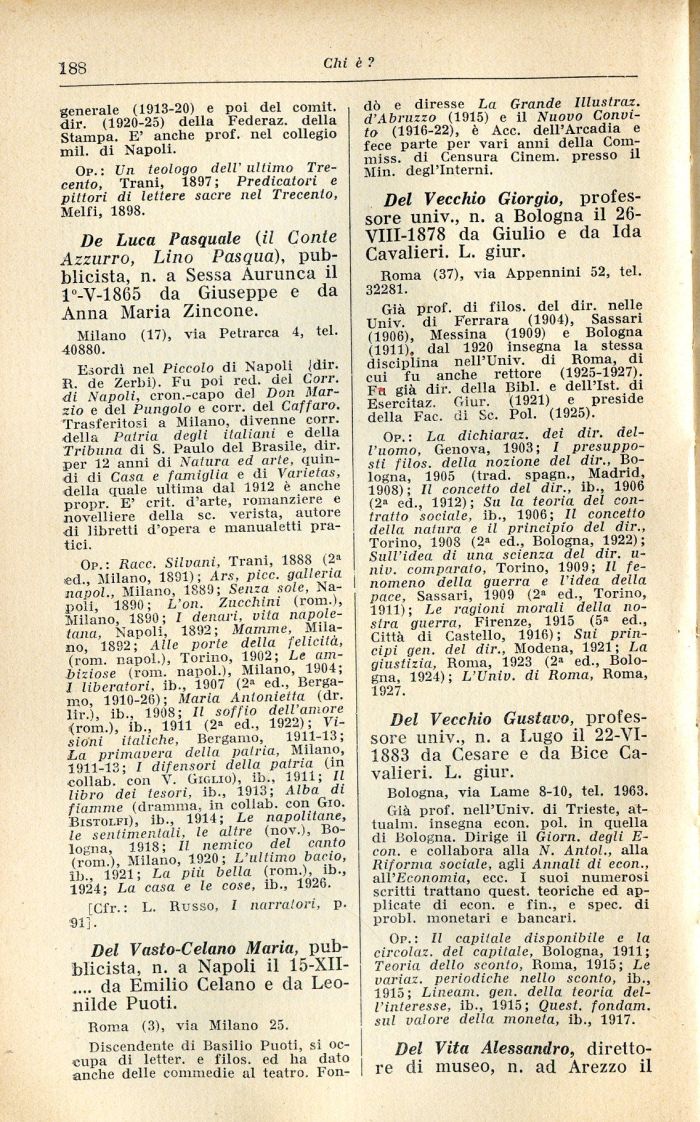 188
Chi è ?
generale (1913-20) e poi del comit.
dir. (1920-25) della Federaz. della
Stampa. E' anche prof. nel collegio
mil. di Napoli.
Op.: Un teologo dell' ultimo Tre-
cento, Trani, 1897; Predicatori e
pittori di lettere sacre nel Trecento,
Melfi, 1898.
De Luca Pasquale (il Conte
Azzurro, Lino Pasqua), pub-
blicista, n. a Sessa Aurunca il
1º-V-1865 da Giuseppe e da
Anna Maria Zincone.
Milano (17), via Petrarca 4, tel.
40880.
Esordì nel Piccolo di Napoli (dir.
R. de Zerbi). Fu poi red. del Corr.
di Napoli, cron.-capo del Don Mar-
zio e del Pungolo e corr. del Caffaro.
Trasferitosi a Milano, divenne corr.
della Patria degli italiani e della
Tribuna di S. Paulo del Brasile, dir.
per 12 anni di Natura ed arte, quin-
di di Casa e famiglia e di Varietas,
della quale ultima dal 1912 è anche
propr. E' crit. d'arte, romanziere e
novelliere della sc. verista, autore
di libretti d'opera e manualetti pra-
tici.
Op.: Racc. Silvani, Trani, 1888 (2ª
ed., Milano, 1891); Ars, picc. galleria
napol., Milano, 1889; Senza sole, Na-
poli, 1890; L'on. Zucchini (rom.),
Milano, 1890; I denari, vita napole-
tana, Napoli, 1892; Mamme, Mila-
no, 1892; Alle porte della felicità,
(rom. napol.), Torino, 1902; Le am-
biziose (rom. napol.), Milano, 1904;
I liberatori, ib., 1907 (2ª ed., Berga-
mo, 1910-26); Maria Antonietta (dr.
lir.), ib., 1908; Il soffio dell'amore
(rom.), ib., 1911 (2ª ed., 1922); Vi-
sioni italiche, Bergamo, 1911-13;
La primavera della patria, Milano,
1911-13; I difensori della patria (in
collab. con V. Giglio), ib., 1911; Il
libro dei tesori, ib., 1913; Alba di
fiamme (dramma, in collab. con Gio.
Bistolfi), ib., 1914; Le napolitane,
le sentimentali, le altre (nov.), Bo-
logna, 1918; Il nemico del canto
(rom.), Milano, 1920; L'ultimo bacio,
ib., 1921; La più bella (rom.), ib.,
1924; La casa e le cose, ib., 1926.
[Cfr.: L. Russo, I narratori, p.
91].
Del Vasto-Celano Maria, pub-
blicista, n. a Napoli il 15-XII-
.... da Emilio Celano e da Leo-
nilde Puoti.
Roma (3), via Milano 25.
Discendente di Basilio Puoti, si oc-
cupa di letter. e filos. ed ha dato
anche delle commedie al teatro. Fon-
dò e diresse La Grande Illustraz.
d'Abruzzo (1915) e il Nuovo Convi-
to (1916-22), è Acc. dell'Arcadia e
fece parte per vari anni della Com-
miss. di Censura Cinem. presso il
Min. degl'Interni.
Del Vecchio Giorgio, profes-
sore univ., n. a Bologna il 26-
VIII-1878 da Giulio e da Ida
Cavalieri. L. giur.
Roma (37), via Appennini 52, tel.
32281.
Già prof. di filos. del dir. nelle
Univ. di Ferrara (1904), Sassari
(1906), Messina (1909) e Bologna
(1911), dal 1920 insegna la stessa
disciplina nell'Univ. di Roma, di
cui fu anche rettore (1925-1927).
Fu già dir. della Bibl. e dell'Ist. di
Esercitaz. Giur. (1921) e preside
della Fac. di Sc. Pol. (1925).
Op.: La dichiaraz. dei dir. del-
l'uomo, Genova, 1903; I presuppo-
sti filos. della nozione del dir., Bo-
logna, 1905 (trad. spagn., Madrid,
1908); Il concetto del dir., ib., 1906
(2ª ed., 1912); Su la teoria del con-
tratto sociale, ib., 1906; Il concetto
della natura e il principio del dir.,
Torino, 1908 (2ª ed., Bologna, 1922);
Sull'idea di una scienza del dir. u-
niv. comparato, Torino, 1909; Il fe-
nomeno della guerra e l'idea della
pace, Sassari, 1909 (2ª ed., Torino,
1911); Le ragioni morali della no-
stra guerra, Firenze, 1915 (5ª ed.,
Città di Castello, 1916); Sui prin-
cipi gen. del dir., Modena, 1921; La
giustizia, Roma, 1923 (2ª ed., Bolo-
gna, 1924); L'Univ. di Roma, Roma,
1927.
Del Vecchio Gustavo, profes-
sore univ., n. a Lugo il 22-VI-
1883 da Cesare e da Bice Ca-
valieri. L. giur.
Bologna, via Lame 8-10, tel. 1963.
Già prof. nell'Univ. di Trieste, at-
tualm. insegna econ. pol. in quella
di Bologna. Dirige il Giorn. degli E-
con. e collabora alla N. Antol., alla
Riforma sociale, agli Annali di econ.,
all'Economia, ecc. I suoi numerosi
scritti trattano quest. teoriche ed ap-
plicate di econ. e fin., e spec. di
probl. monetari e bancari.
Op.: Il capitale disponibile e la
circolaz. del capitale, Bologna, 1911;
Teoria dello sconto, Roma, 1915; Le
variaz. periodiche nello sconto, ib.,
1915; Lineam. gen. della teoria del-
l'interesse, ib., 1915; Quest. fondam.
sul valore della moneta, ib., 1917.
Del Vita Alessandro, diretto-
re di museo, n. ad Arezzo il